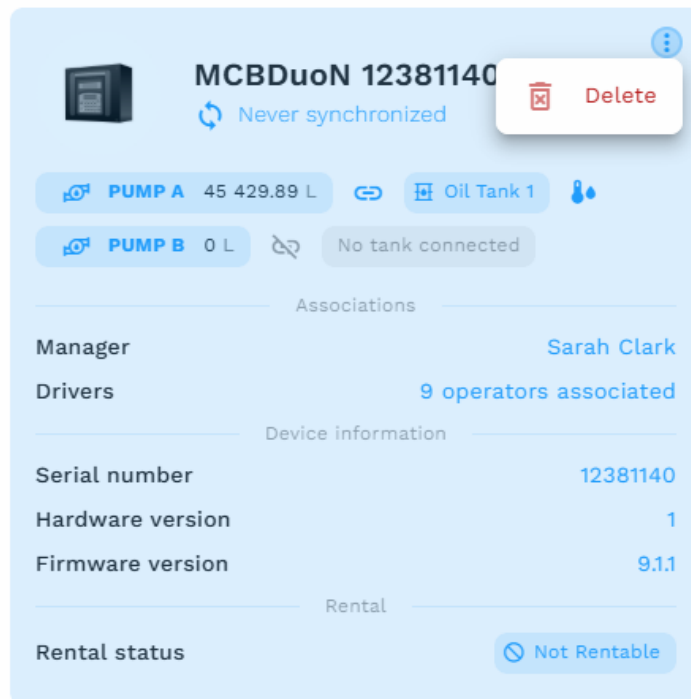 MCBDuoN 12381140
Delete
Never synchronized
PUMP A 45 429.89 L Oil Tank 1
PUMP B 0 L No tank connected
Associations
Manager Sarah Clark
Drivers 9 operators associated
Device information
Serial number 12381140
Hardware version 1
Firmware version 9.1.1
Rental
Rental status Not Rentable